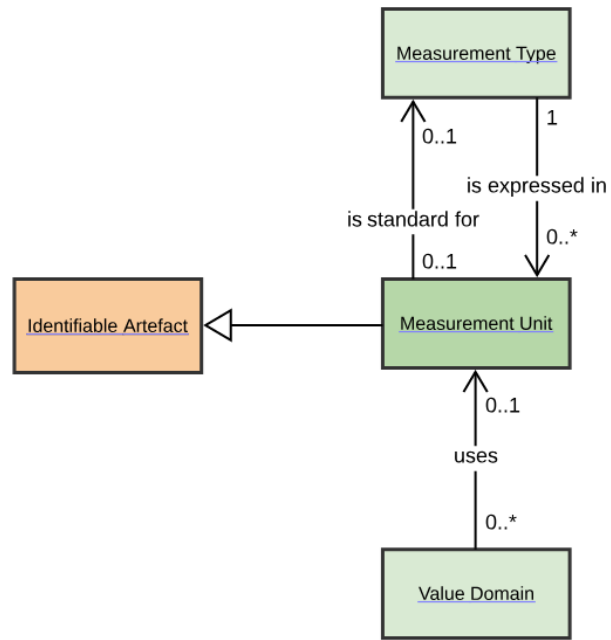 Measurement Type
0..1
1
is expressed in
is standard for
0..*
0..1
Identifiable Artefact
Measurement Unit
0..1
uses
0..*
Value Domain